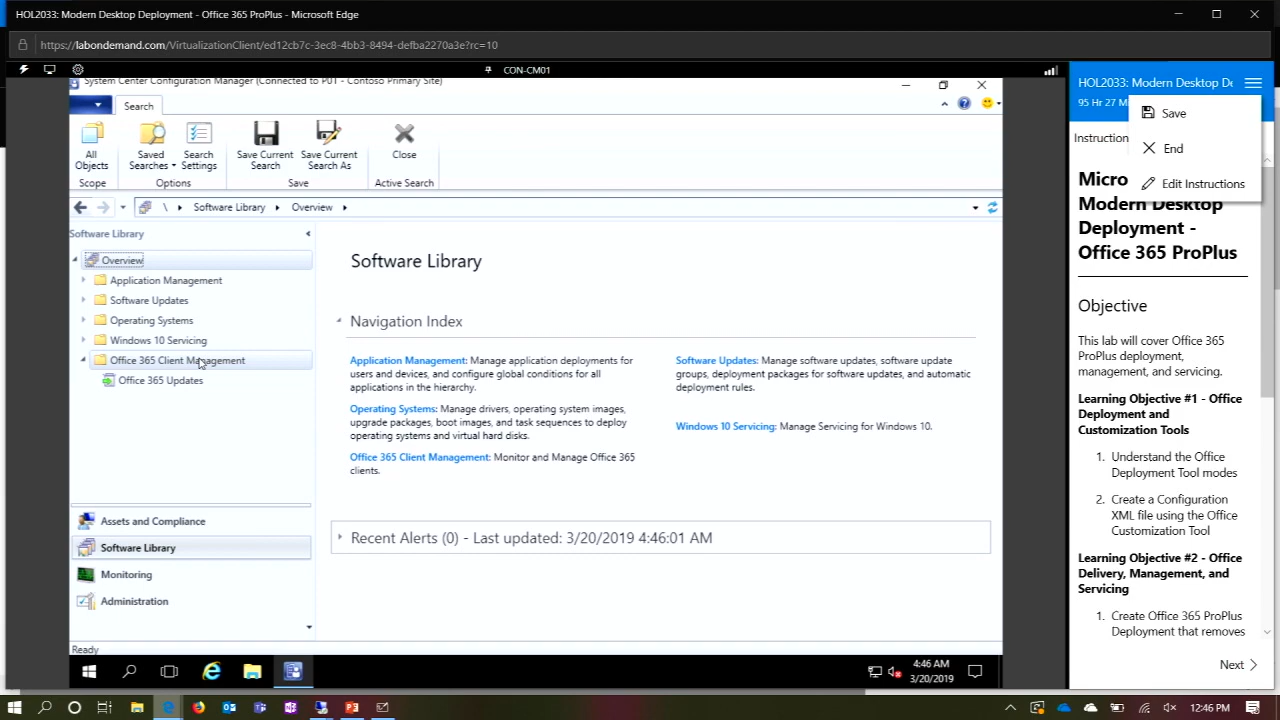 HOL2033: Modern Desktop Deployment - Office 365 ProPlus - Microsoft Edge
https://labondemand.com/VirtualizationClient/ed12cb7c-3ec8-4bb3-8494-defba2270a3e?rc=10
CON-CM01
System Center Configuration Manager (Connected to P01 - Contoso Primary Site)
Search
All Objects
Saved Searches
Search Settings
Save Current Search
Save Current Search As
Close
Scope
Options
Save
Active Search
\ Software Library Overview
Software Library
Overview
Application Management
Software Updates
Operating Systems
Windows 10 Servicing
Office 365 Client Management
Office 365 Updates
Assets and Compliance
Software Library
Monitoring
Administration
Ready
Software Library
Navigation Index
Application Management: Manage application deployments for
users and devices, and configure global conditions for all
applications in the hierarchy.
Operating Systems: Manage drivers, operating system images,
upgrade packages, boot images, and task sequences to deploy
operating systems and virtual hard disks.
Office 365 Client Management: Monitor and Manage Office 365
clients.
Software Updates: Manage software updates, software update
groups, deployment packages for software updates, and automatic
deployment rules.
Windows 10 Servicing: Manage Servicing for Windows 10.
Recent Alerts (0) - Last updated: 3/20/2019 4:46:01 AM
4:46 AM
3/20/2019
HOL2033: Modern Desktop De
95 Hr 27 M
Save
End
Edit Instructions
Instruction
Micro
Modern Desktop
Deployment -
Office 365 ProPlus
Objective
This lab will cover Office 365
ProPlus deployment,
management, and servicing.
Learning Objective #1 - Office
Deployment and
Customization Tools
1. Understand the Office
Deployment Tool modes
2. Create a Configuration
XML file using the Office
Customization Tool
Learning Objective #2 - Office
Delivery, Management, and
Servicing
1. Create Office 365 ProPlus
Deployment that removes
Next
12:46 PM